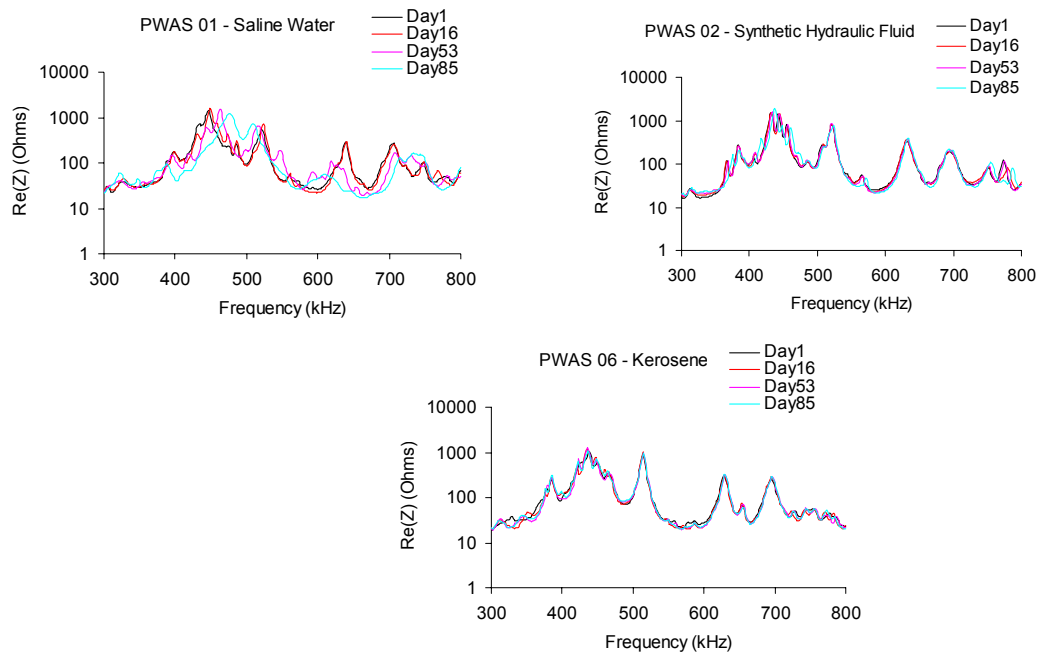 PWAS 01 - Saline Water
Day1
Day16
Day53
Day85
10000
1000
100
10
1
Re(Z) (Ohms)
300 400 500 600 700 800
Frequency (kHz)
PWAS 02 - Synthetic Hydraulic Fluid
Day1
Day16
Day53
Day85
10000
1000
100
10
1
Re(Z) (Ohms)
300 400 500 600 700 800
Frequency (kHz)
PWAS 06 - Kerosene
Day1
Day16
Day53
Day85
10000
1000
100
10
1
Re(Z) (Ohms)
300 400 500 600 700 800
Frequency (kHz)